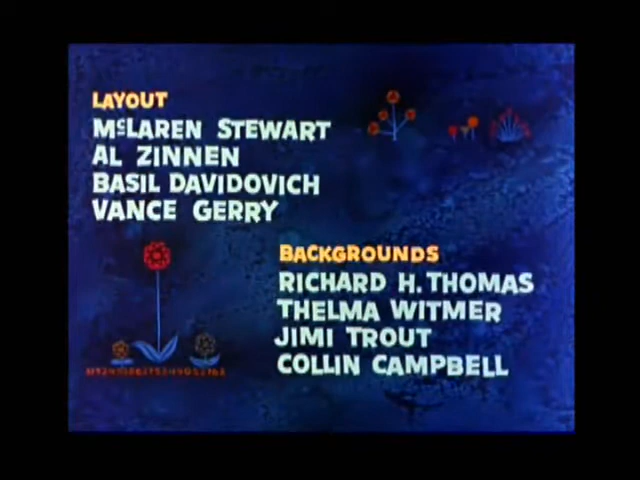 LAYOUT
McLAREN STEWART
AL ZINNEN
BASIL DAVIDOVICH
VANCE GERRY
BACKGROUNDS
RICHARD H. THOMAS
THELMA WITMER
JIMI TROUT
COLLIN CAMPBELL